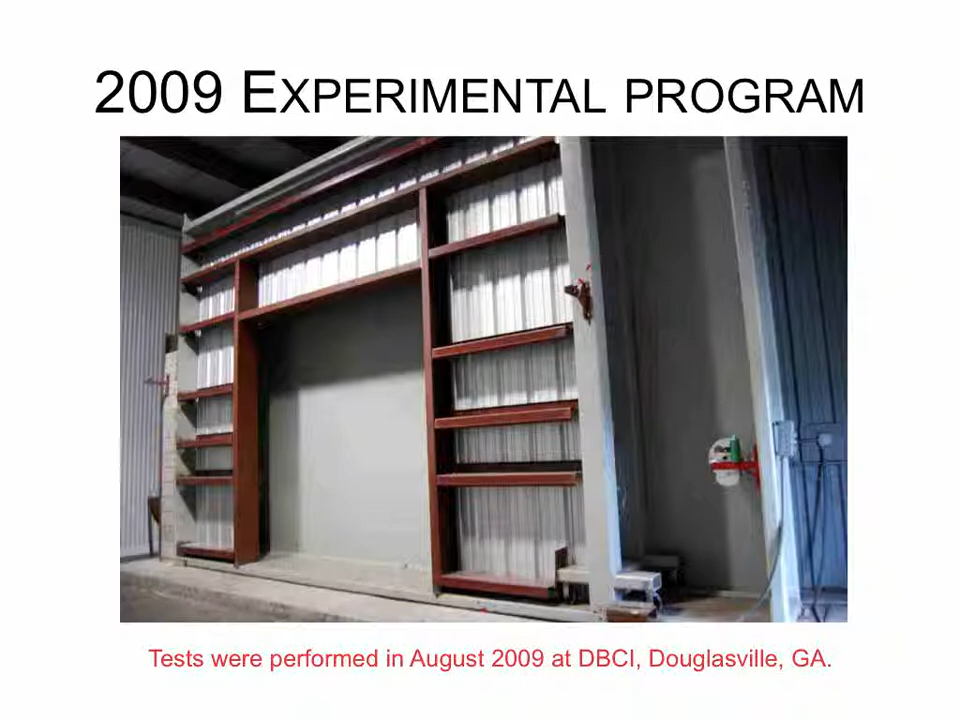 2009 EXPERIMENTAL PROGRAM
Tests were performed in August 2009 at DBCI, Douglasville, GA.